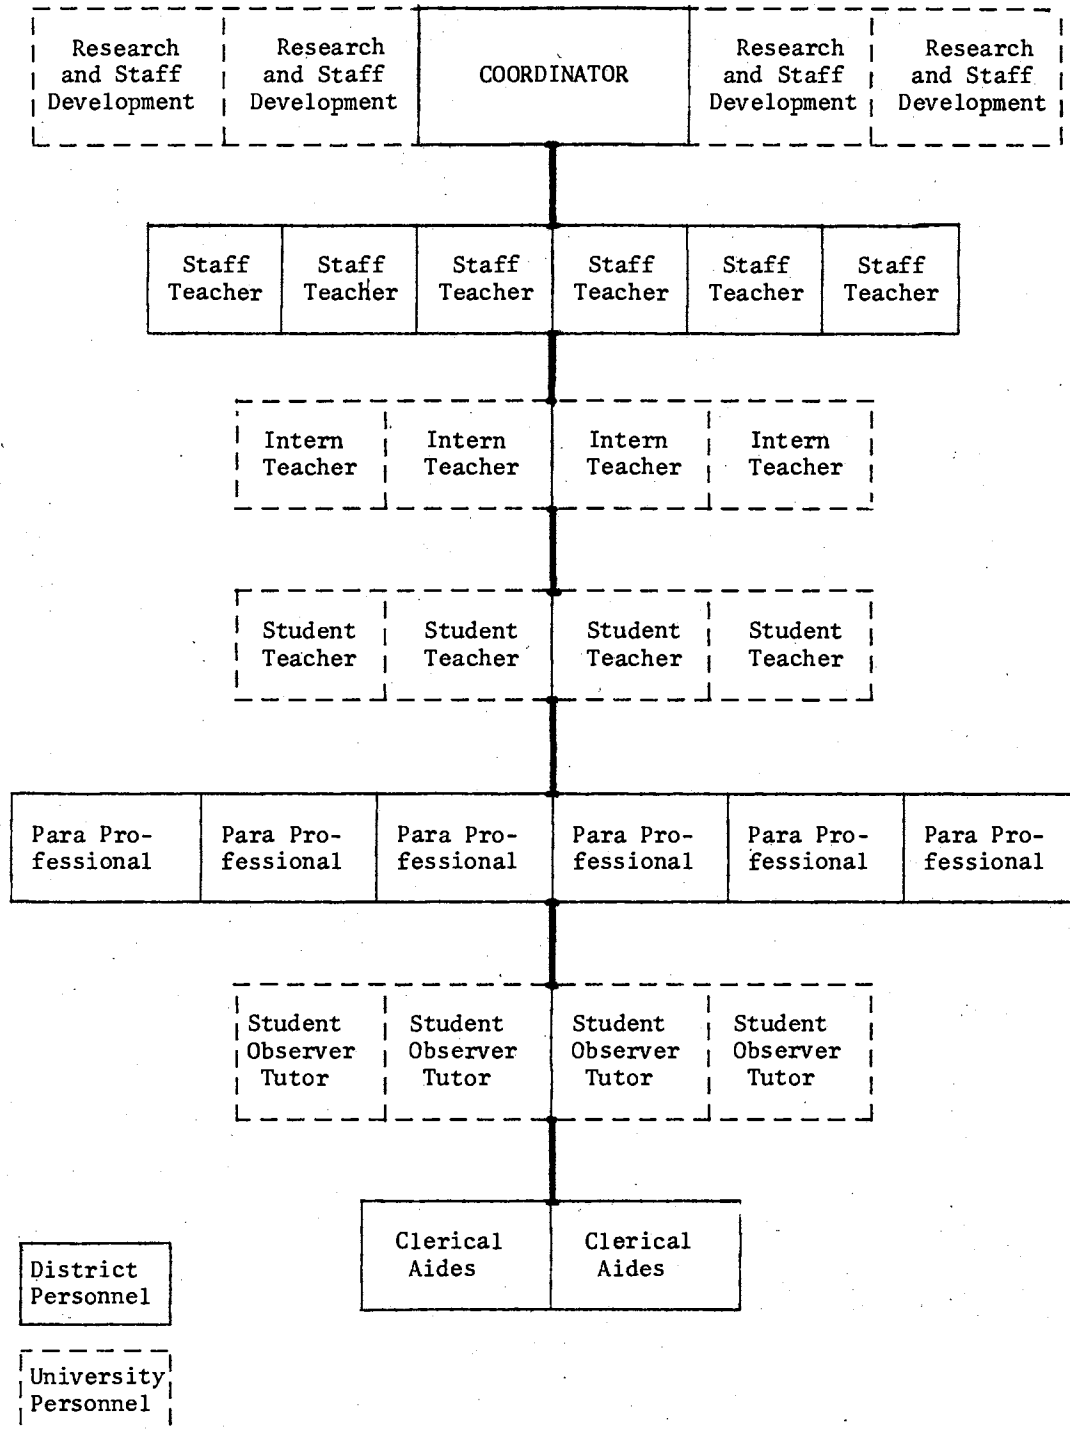 Research
and Staff
Development
Research
and Staff
Development
COORDINATOR
Research
and Staff
Development
Research
and Staff
Development
Staff
Teacher
Staff
Teacher
Staff
Teacher
Staff
Teacher
Staff
Teacher
Staff
Teacher
Intern
Teacher
Intern
Teacher
Intern
Teacher
Intern
Teacher
Student
Teacher
Student
Teacher
Student
Teacher
Student
Teacher
Para Pro-
fessional
Para Pro-
fessional
Para Pro-
fessional
Para Pro-
fessional
Para Pro-
fessional
Para Pro-
fessional
Student
Observer
Tutor
Student
Observer
Tutor
Student
Observer
Tutor
Student
Observer
Tutor
Clerical
Aides
Clerical
Aides
District
Personnel
University
Personnel